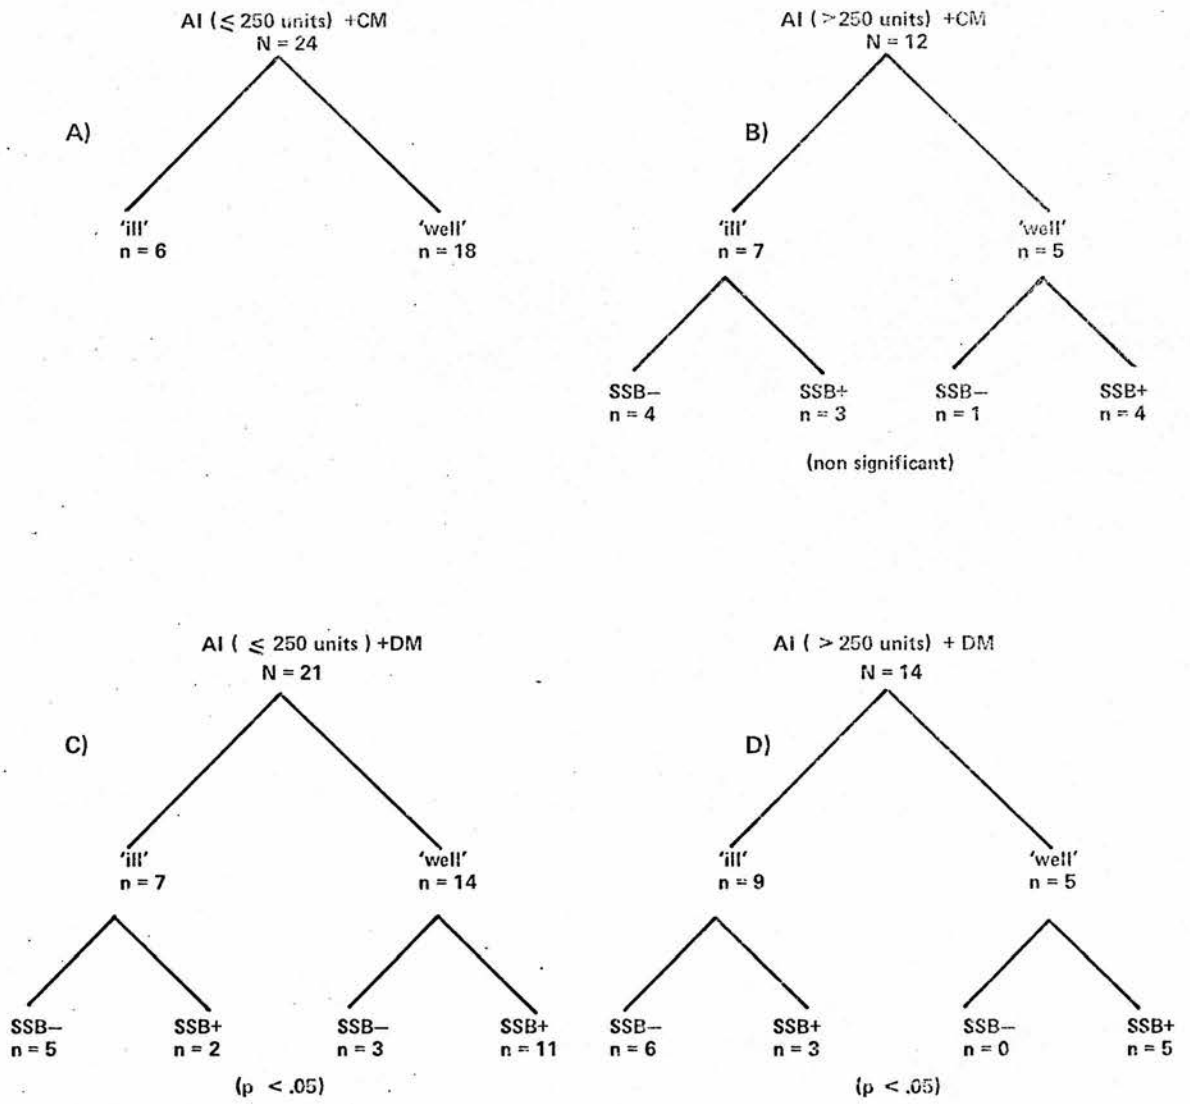 AI (≤ 250 units) +CM
N = 24
A)
'ill'
n = 6
'well'
n = 18
AI (>250 units) +CM
N = 12
B)
'ill'
n = 7
'well'
n = 5
SSB–
n = 4
SSB+
n = 3
SSB–
n = 1
SSB+
n = 4
(non significant)
AI ( ≤ 250 units ) +DM
N = 21
C)
'ill'
n = 7
'well'
n = 14
SSB–
n = 5
SSB+
n = 2
SSB–
n = 3
SSB+
n = 11
(p < .05)
AI ( > 250 units) + DM
N = 14
D)
'ill'
n = 9
'well'
n = 5
SSB–
n = 6
SSB+
n = 3
SSB–
n = 0
SSB+
n = 5
(p < .05)